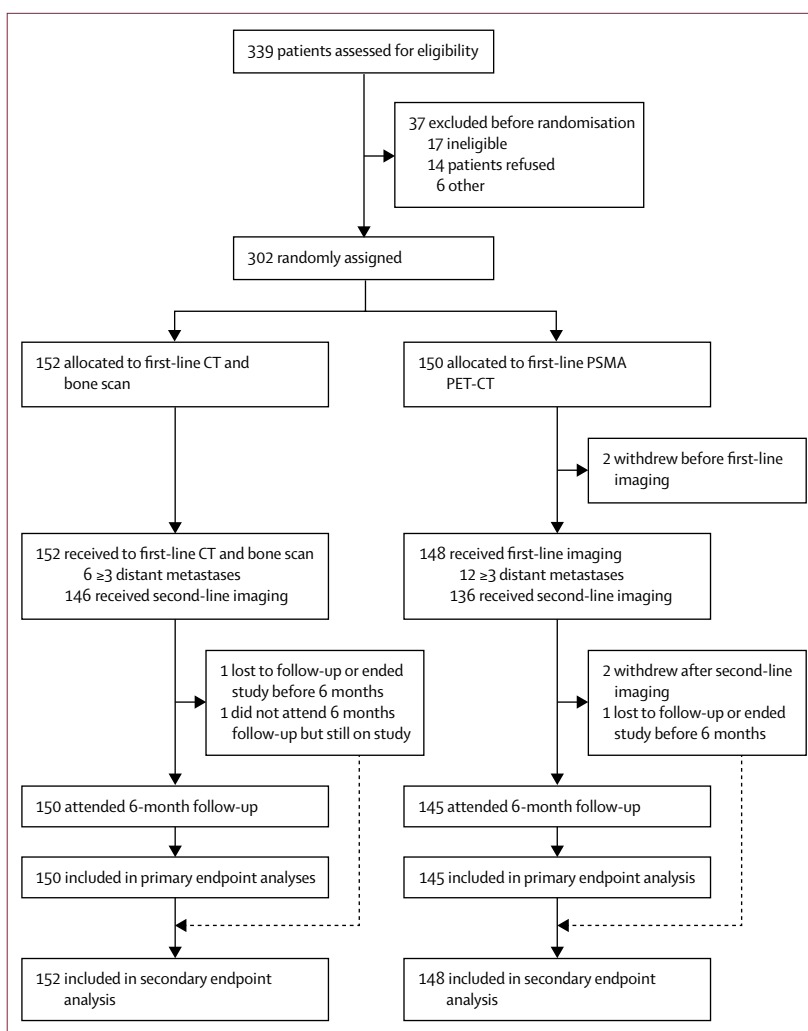 339 patients assessed for eligibility
37 excluded before randomisation
17 ineligible
14 patients refused
6 other
302 randomly assigned
152 allocated to first-line CT and
bone scan
150 allocated to first-line PSMA
PET-CT
2 withdrew before first-line
imaging
152 received to first-line CT and bone scan
6 ≥3 distant metastases
146 received second-line imaging
148 received first-line imaging
12 ≥3 distant metastases
136 received second-line imaging
1 lost to follow-up or ended
study before 6 months
1 did not attend 6 months
follow-up but still on study
2 withdrew after second-line
imaging
1 lost to follow-up or ended
study before 6 months
150 attended 6-month follow-up
145 attended 6-month follow-up
150 included in primary endpoint analyses
145 included in primary endpoint analysis
152 included in secondary endpoint
analysis
148 included in secondary endpoint
analysis